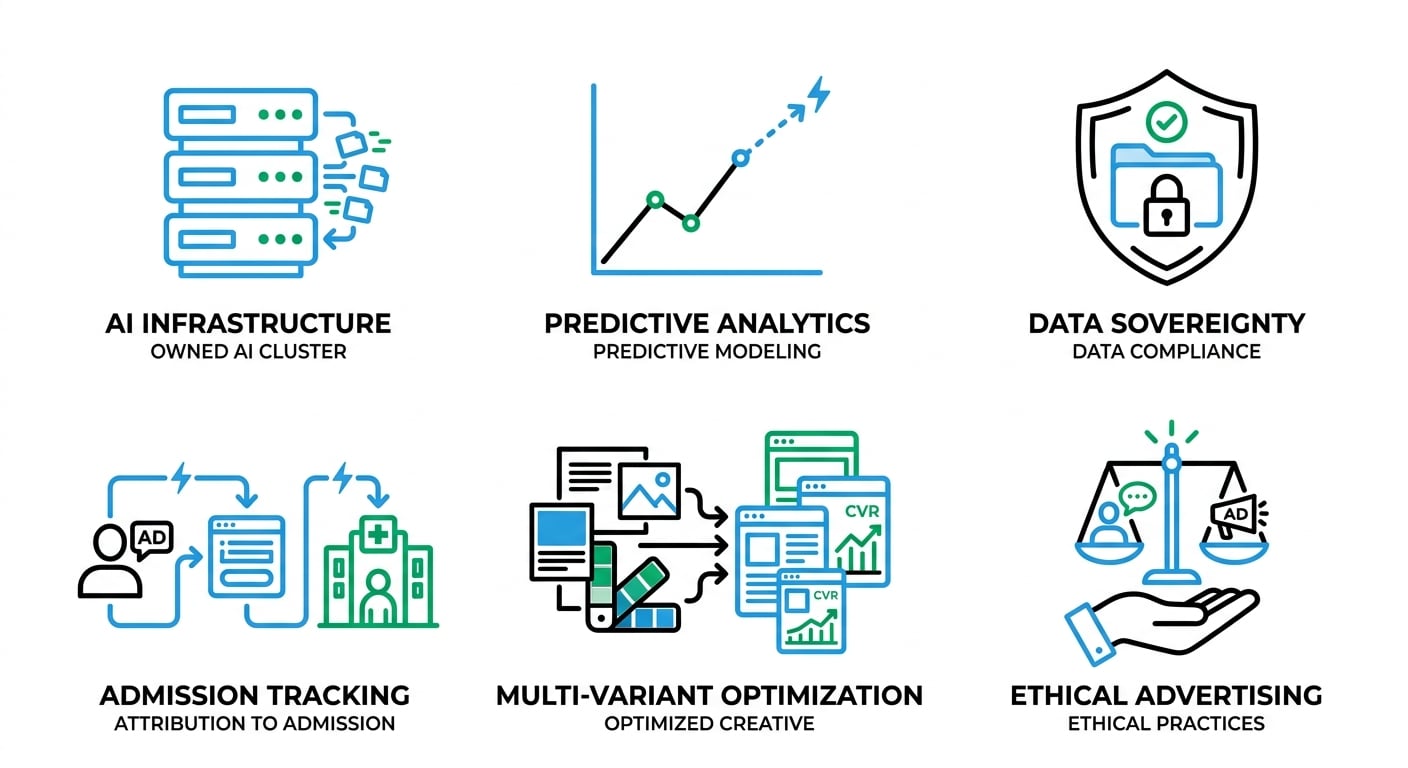 AI INFRASTRUCTURE
OWNED AI CLUSTER
PREDICTIVE ANALYTICS
PREDICTIVE MODELING
DATA SOVEREIGNTY
DATA COMPLIANCE
AD
ADMISSION TRACKING
ATTRIBUTION TO ADMISSION
CVR
CVR
MULTI-VARIANT OPTIMIZATION
OPTIMIZED CREATIVE
AD
ETHICAL ADVERTISING
ETHICAL PRACTICES